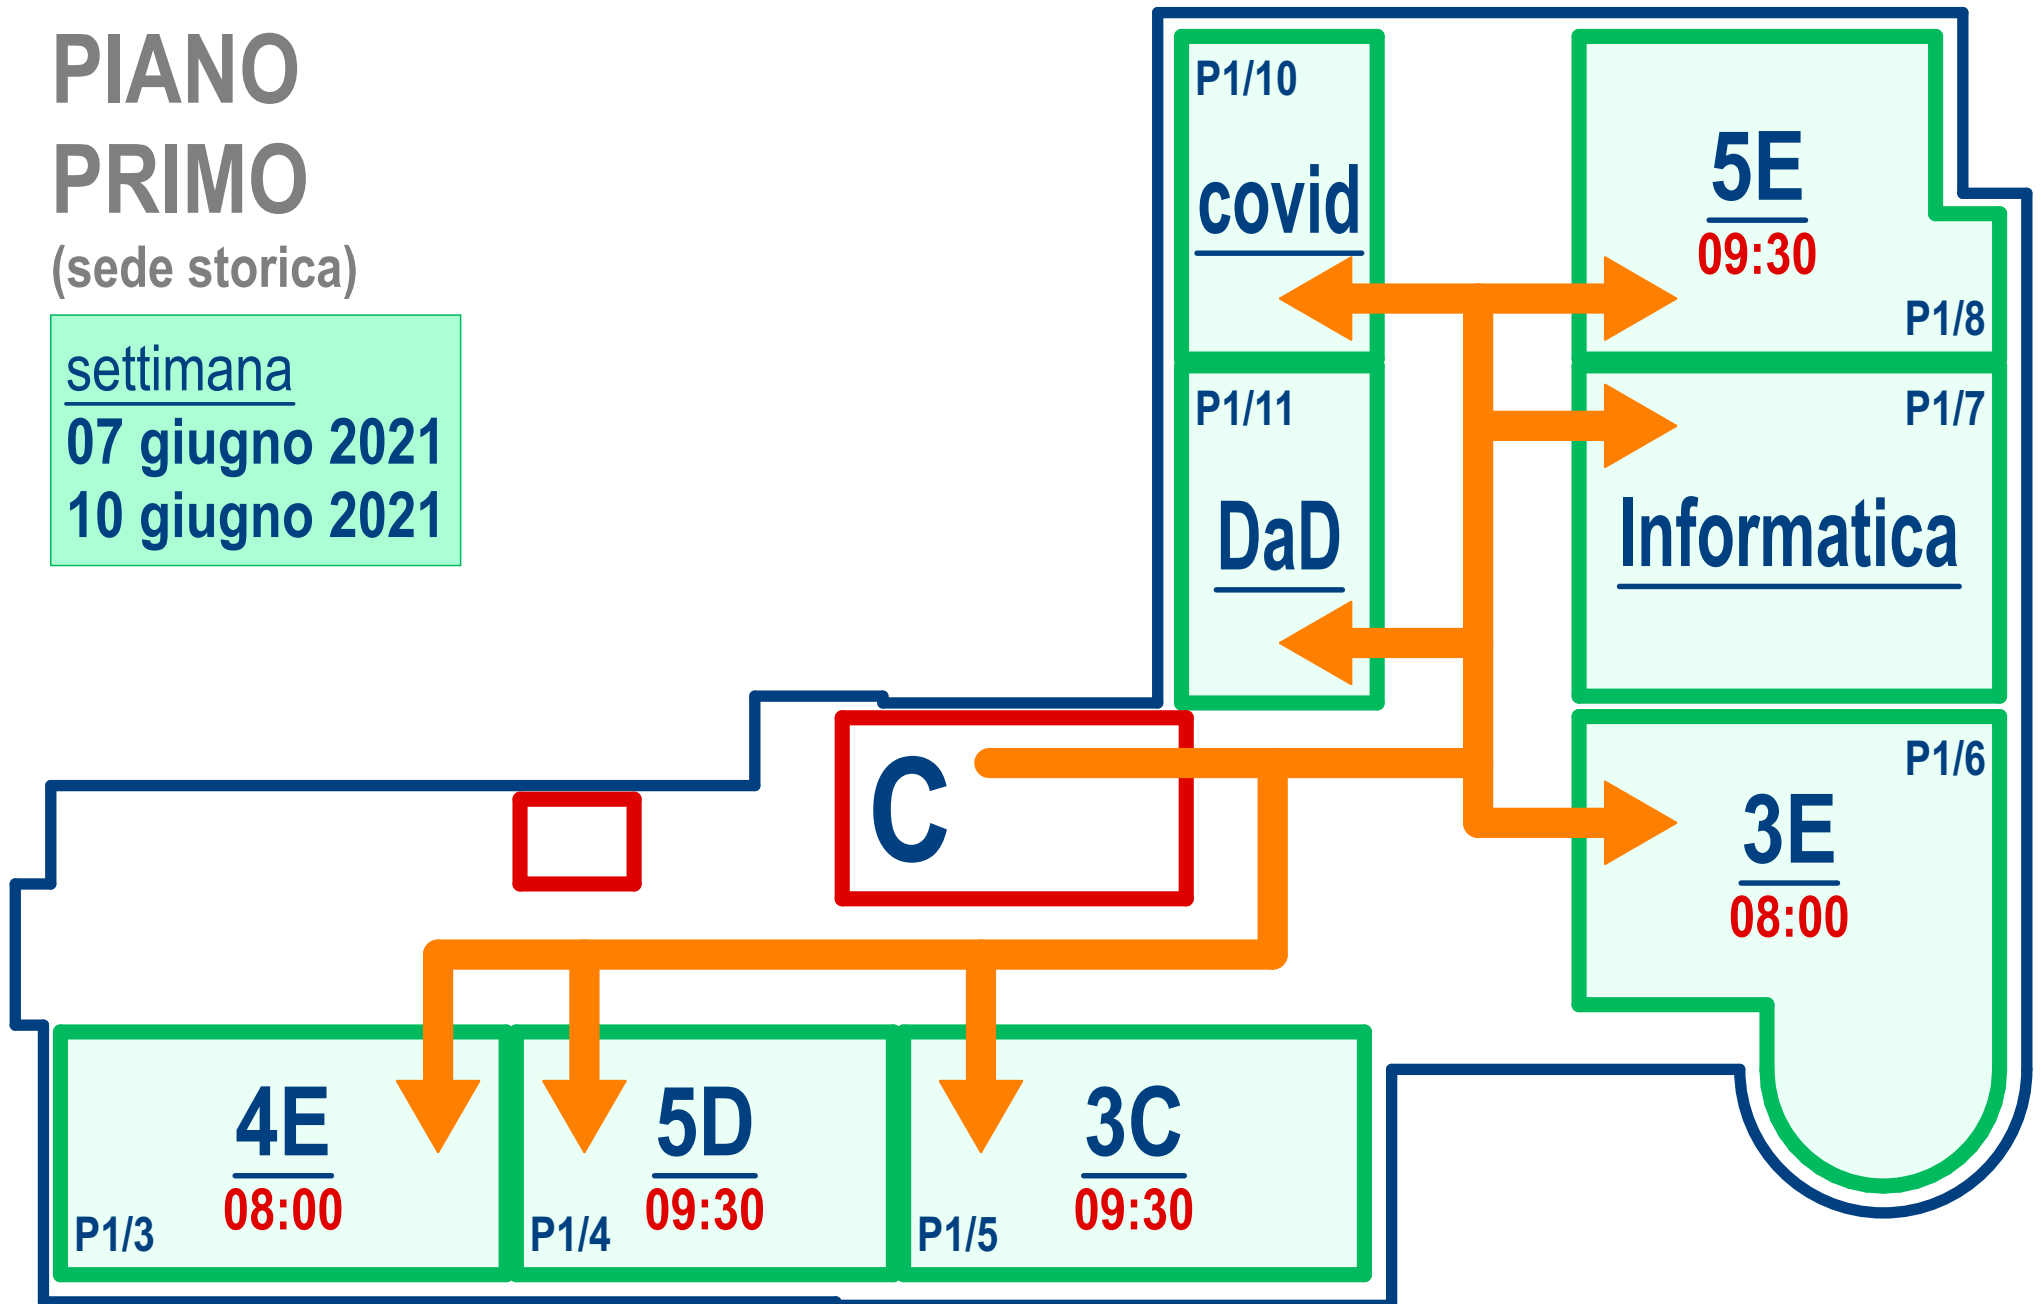 PIANO
PRIMO
(sede storica)
settimana
07 giugno 2021
10 giugno 2021
P1/10
covid
5E
09:30
P1/8
P1/11
DaD
P1/7
Informatica
C
P1/6
3E
08:00
4E
08:00
P1/3
5D
09:30
P1/4
3C
09:30
P1/5